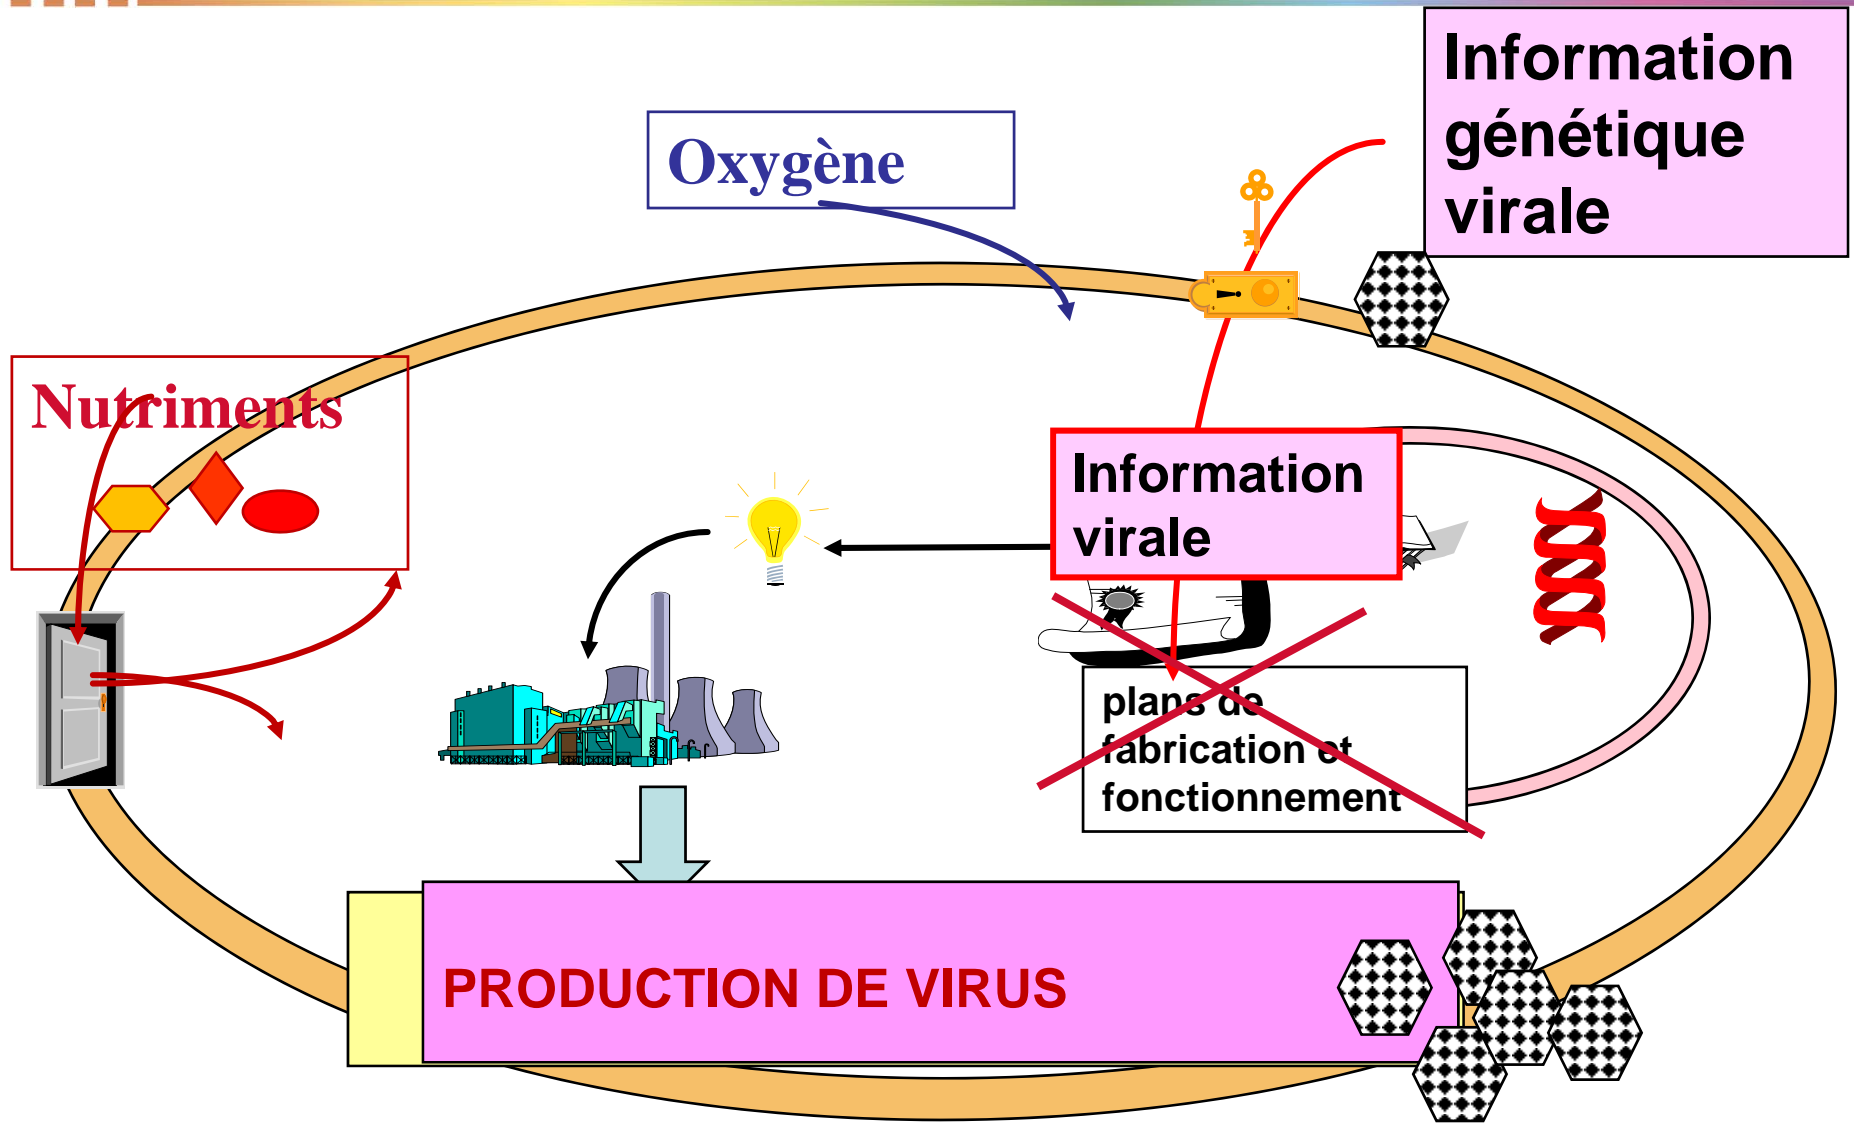 Information
génétique
virale
Oxygène
Nutriments
Information
virale
plans de
fabrication et
fonctionnement
PRODUCTION DE VIRUS